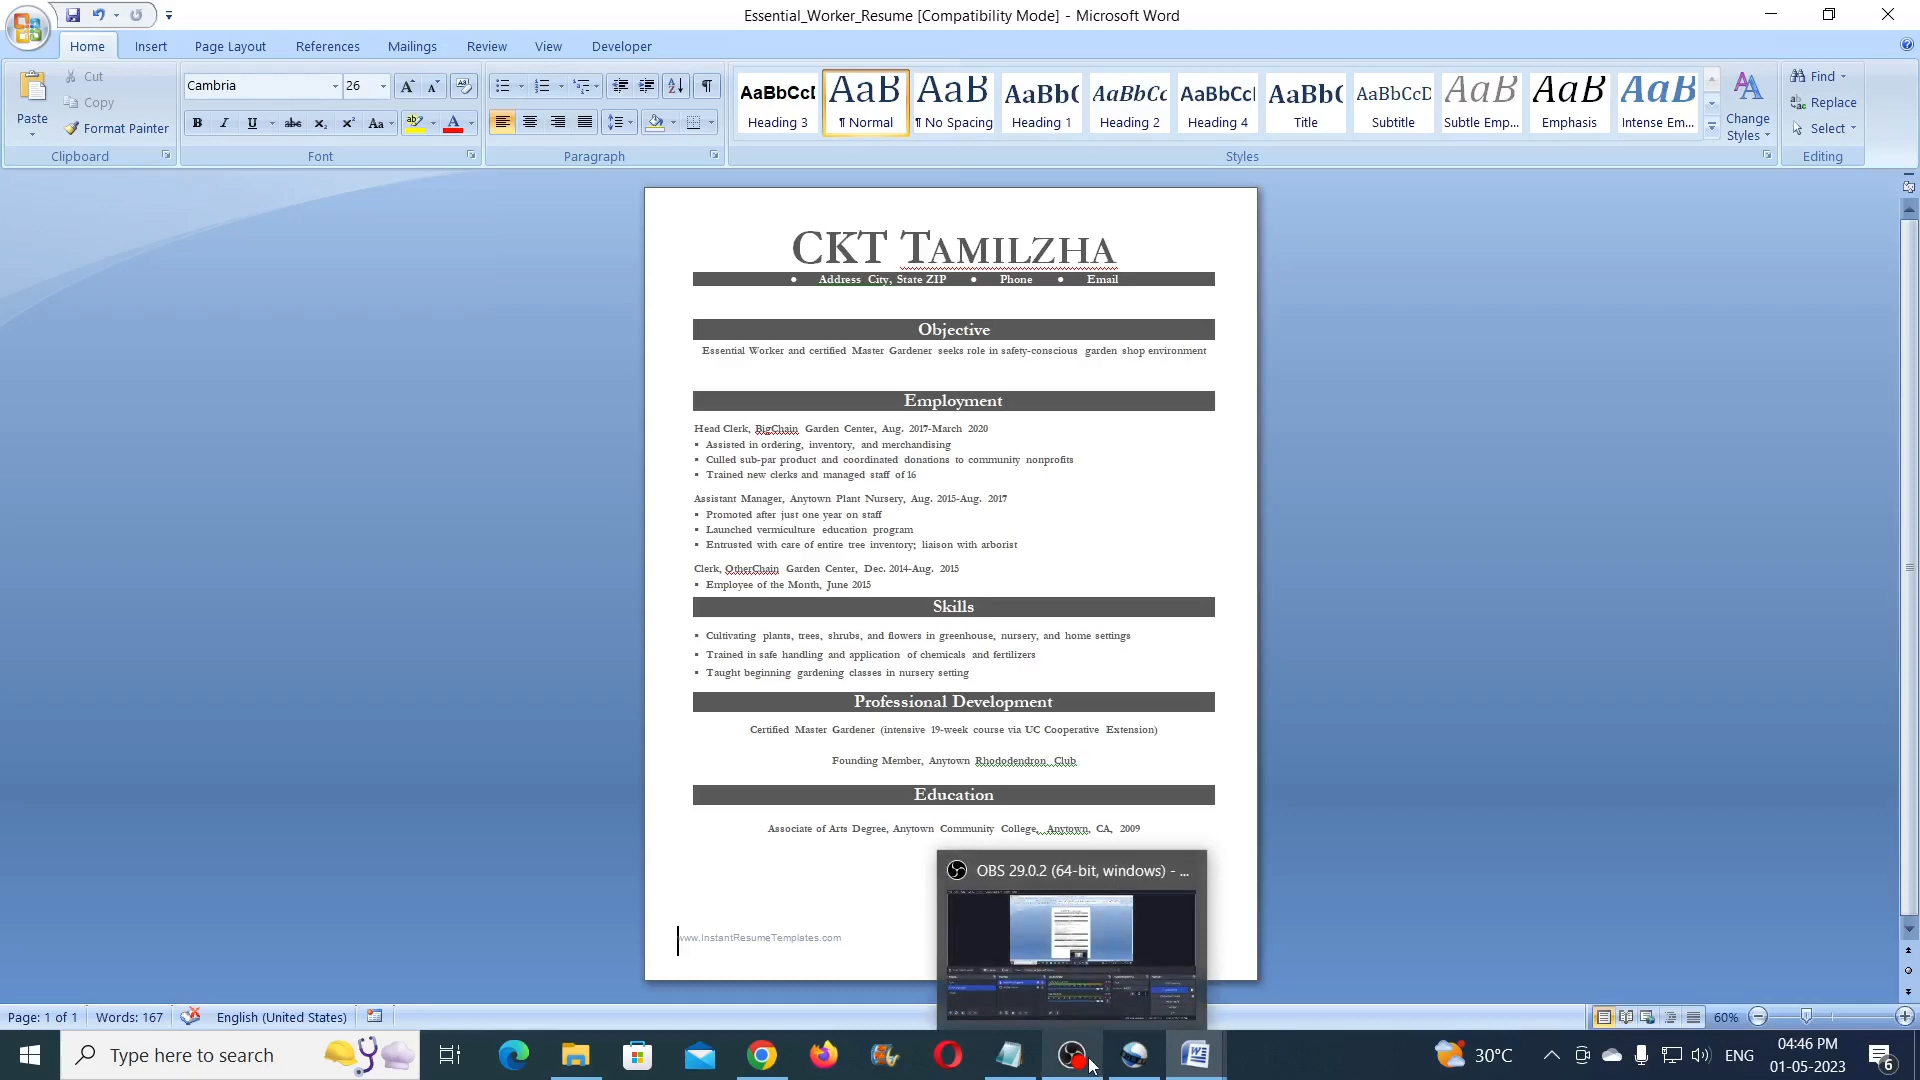 Essential_Worker_Resume [Compatibility Mode] - Microsoft Word
Home Insert Page Layout References Mailings Review View Developer
Paste Cut Copy Format Painter
Clipboard
Cambria 26
Font
Paragraph
AaBbCcI AaB AaB AaBbC AaBbCc AaBbCcI AaBb( AaBbCcD AaB AaB AaB
Heading 3 ¶ Normal ¶ No Spacing Heading 1 Heading 2 Heading 4 Title Subtitle Subtle Emp... Emphasis Intense Em...
Change Styles
Styles
Find
Replace
Select
Editing
CKT TAMILZHA
• Address City, State ZIP • Phone • Email
Objective
Essential Worker and certified Master Gardener seeks role in safety-conscious garden shop environment
Employment
Head Clerk, BigChain Garden Center, Aug. 2017-March 2020
▪ Assisted in ordering, inventory, and merchandising
▪ Culled sub-par product and coordinated donations to community nonprofits
▪ Trained new clerks and managed staff of 16
Assistant Manager, Anytown Plant Nursery, Aug. 2015-Aug. 2017
▪ Promoted after just one year on staff
▪ Launched vermiculture education program
▪ Entrusted with care of entire tree inventory; liaison with arborist
Clerk, OtherChain Garden Center, Dec. 2014-Aug. 2015
▪ Employee of the Month, June 2015
Skills
▪ Cultivating plants, trees, shrubs, and flowers in greenhouse, nursery, and home settings
▪ Trained in safe handling and application of chemicals and fertilizers
▪ Taught beginning gardening classes in nursery setting
Professional Development
Certified Master Gardener (intensive 19-week course via UC Cooperative Extension)
Founding Member, Anytown Rhododendron Club
Education
Associate of Arts Degree, Anytown Community College, Anytown, CA, 2009
OBS 29.0.2 (64-bit, windows) - ...
www.InstantResumeTemplates.com
Page: 1 of 1 Words: 167 English (United States) 60%
Type here to search 30°C ENG 04:46 PM
01-05-2023
6